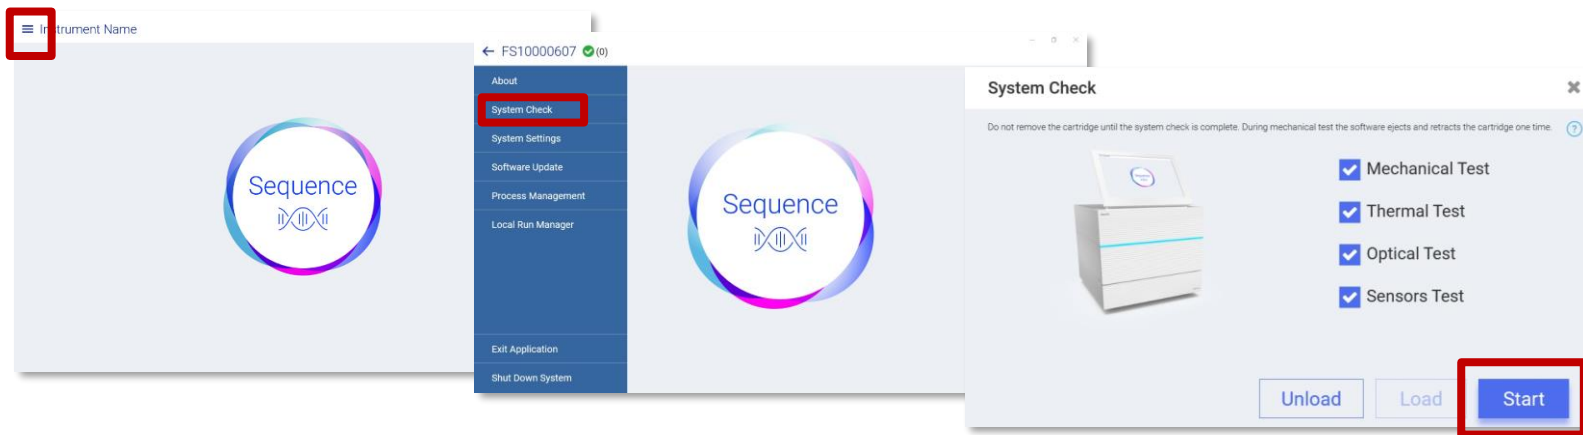 Instrument Name
Sequence
FS10000607 (0)
About
System Check
System Settings
Software Update
Process Management
Local Run Manager
Exit Application
Shut Down System
Sequence
System Check
Do not remove the cartridge until the system check is complete. During mechanical test the software ejects and retracts the cartridge one time. ?
Mechanical Test
Thermal Test
Optical Test
Sensors Test
Unload
Load
Start